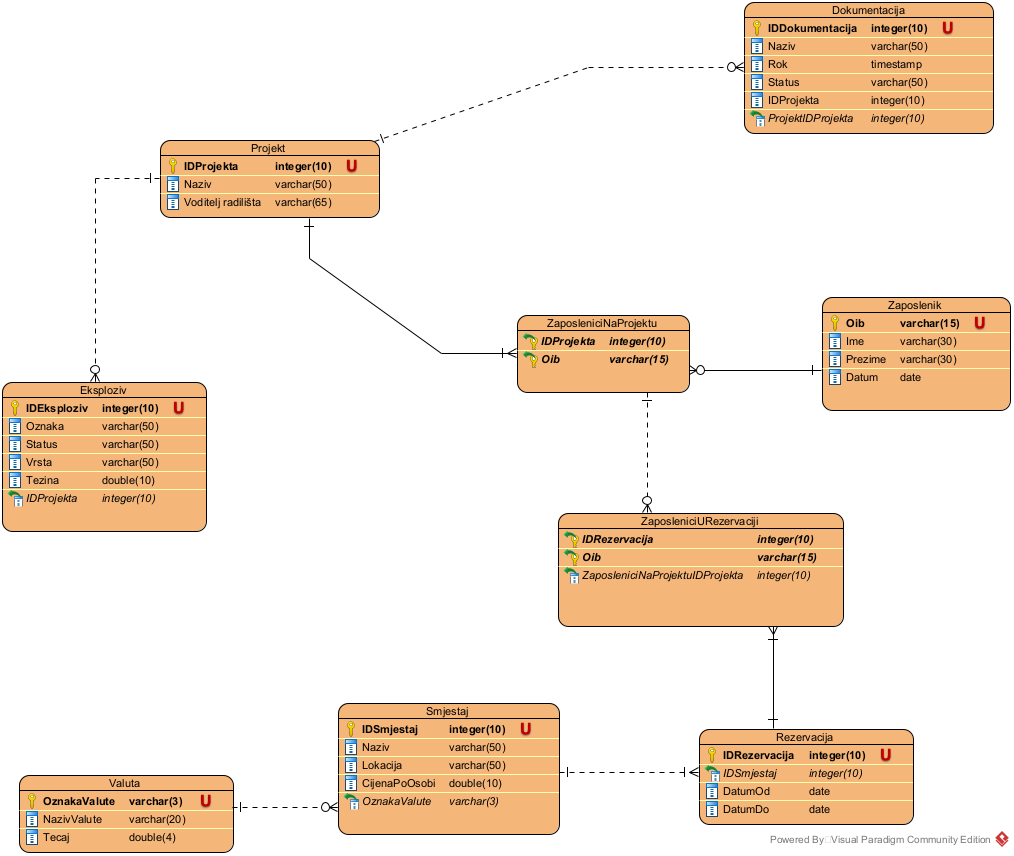 Dokumentacija
IDDokumentacija integer(10) U
Naziv varchar(50)
Rok timestamp
Status varchar(50)
IDProjekta integer(10)
ProjektIDProjekta integer(10)
Projekt
IDProjekta integer(10) U
Naziv varchar(50)
Voditelj radilišta varchar(65)
ZaposleniciNaProjektu
IDProjekta integer(10)
Oib varchar(15)
Zaposlenik
Oib varchar(15) U
Ime varchar(30)
Prezime varchar(30)
Datum date
Eksploziv
IDEksploziv integer(10) U
Oznaka varchar(50)
Status varchar(50)
Vrsta varchar(50)
Tezina double(10)
IDProjekta integer(10)
ZaposleniciURezervaciji
IDRezervacija integer(10)
Oib varchar(15)
ZaposleniciNaProjektuIDProjekta integer(10)
Smjestaj
IDSmjestaj integer(10) U
Naziv varchar(50)
Lokacija varchar(50)
CijenaPoOsobi double(10)
OznakaValute varchar(3)
Rezervacija
IDRezervacija integer(10) U
IDSmjestaj integer(10)
DatumOd date
DatumDo date
Valuta
OznakaValute varchar(3) U
NazivValute varchar(20)
Tecaj double(4)
Powered By Visual Paradigm Community Edition